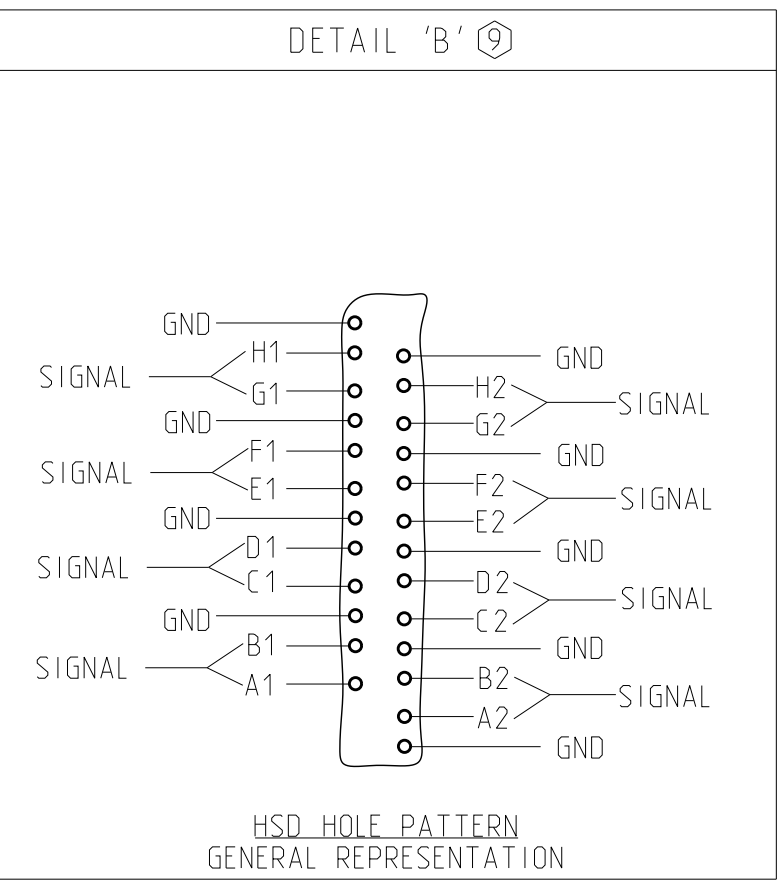 DETAIL 'B' 9
GND
H1
SIGNAL
G1
GND
F1
SIGNAL
E1
GND
D1
SIGNAL
C1
GND
B1
SIGNAL
A1
GND
H2
SIGNAL
G2
GND
F2
SIGNAL
E2
GND
D2
SIGNAL
C2
GND
B2
SIGNAL
A2
GND
HSD HOLE PATTERN
GENERAL REPRESENTATION